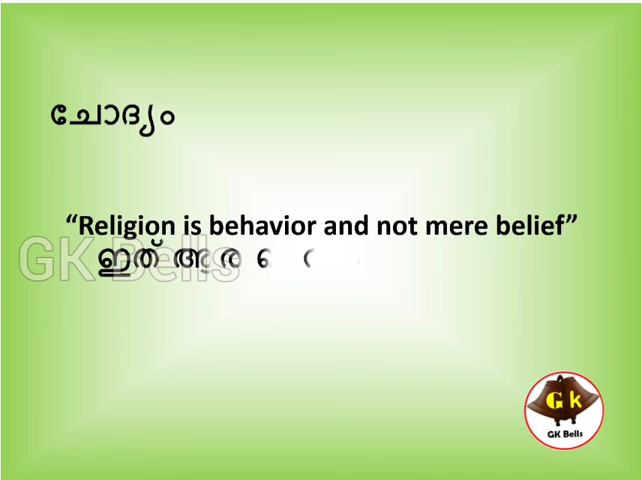 ചോദ്യം
“Religion is behavior and not mere belief”
ഇത്
GK Bells
G k
GK Bells